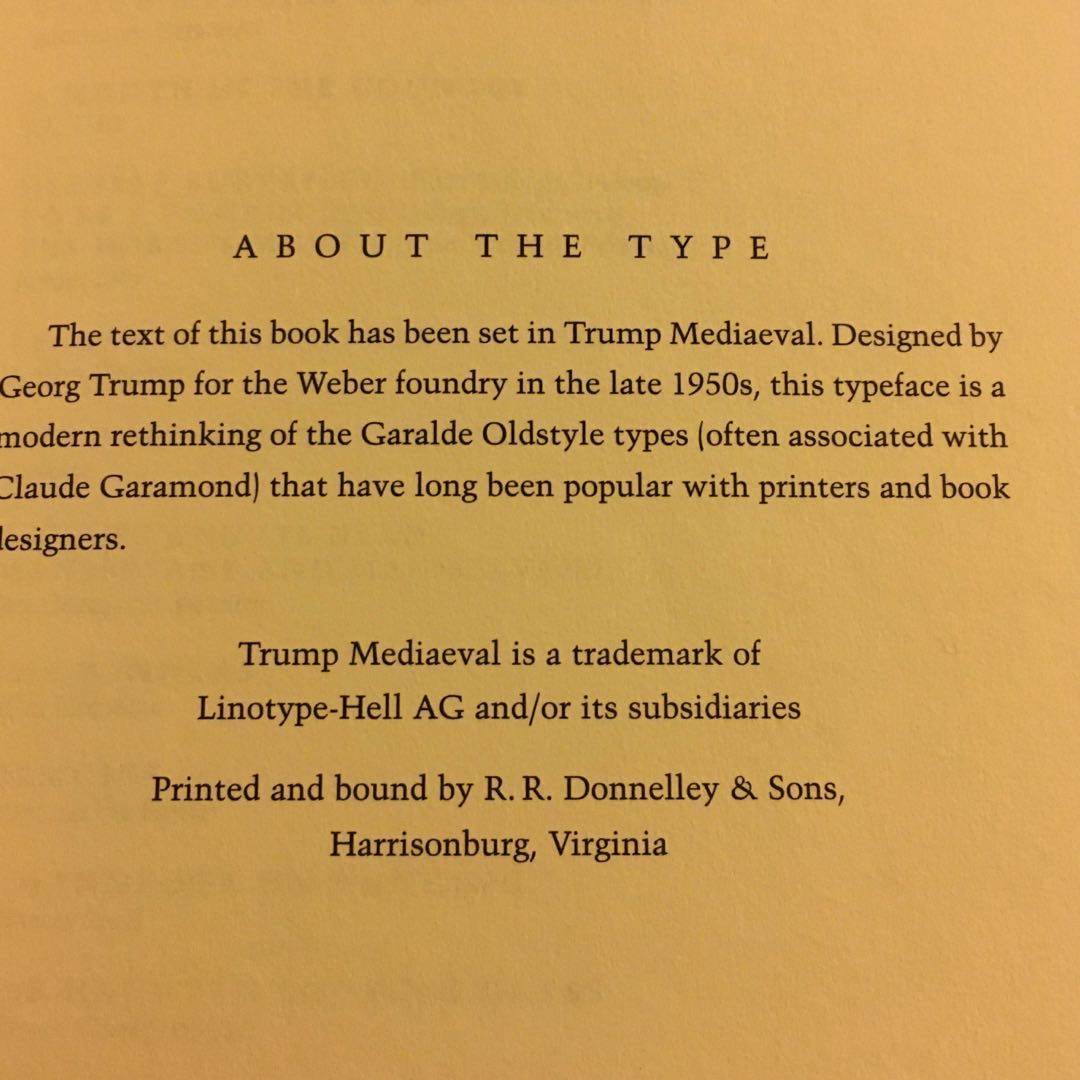 ABOUT THE TYPE
The text of this book has been set in Trump Mediaeval. Designed by
Georg Trump for the Weber foundry in the late 1950s, this typeface is a
modern rethinking of the Garalde Oldstyle types (often associated with
Claude Garamond) that have long been popular with printers and book
designers.
Trump Mediaeval is a trademark of
Linotype-Hell AG and/or its subsidiaries
Printed and bound by R. R. Donnelley & Sons,
Harrisonburg, Virginia